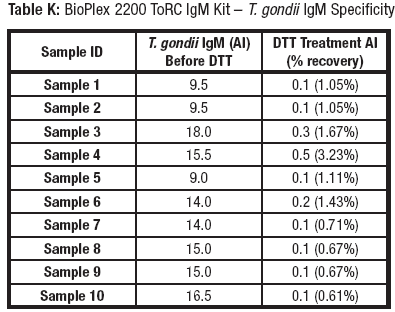 Table K: BioPlex 2200 ToRC IgM Kit – T. gondii IgM Specificity
Sample ID T. gondii IgM (AI) Before DTT DTT Treatment AI (% recovery)
Sample 1 9.5 0.1 (1.05%)
Sample 2 9.5 0.1 (1.05%)
Sample 3 18.0 0.3 (1.67%)
Sample 4 15.5 0.5 (3.23%)
Sample 5 9.0 0.1 (1.11%)
Sample 6 14.0 0.2 (1.43%)
Sample 7 14.0 0.1 (0.71%)
Sample 8 15.0 0.1 (0.67%)
Sample 9 15.0 0.1 (0.67%)
Sample 10 16.5 0.1 (0.61%)